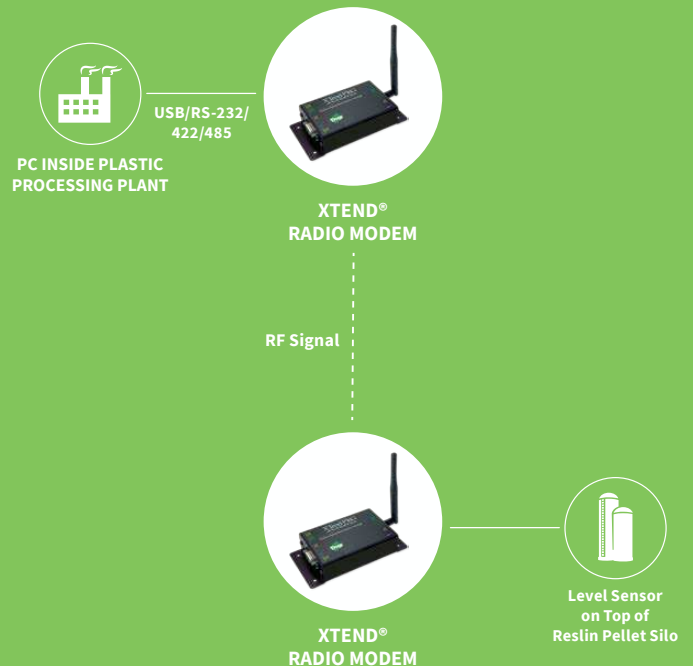 USB/RS-232/
422/485
PC INSIDE PLASTIC
PROCESSING PLANT
XTEND®
RADIO MODEM
RF Signal
XTEND®
RADIO MODEM
Level Sensor
on Top of
Reslin Pellet Silo